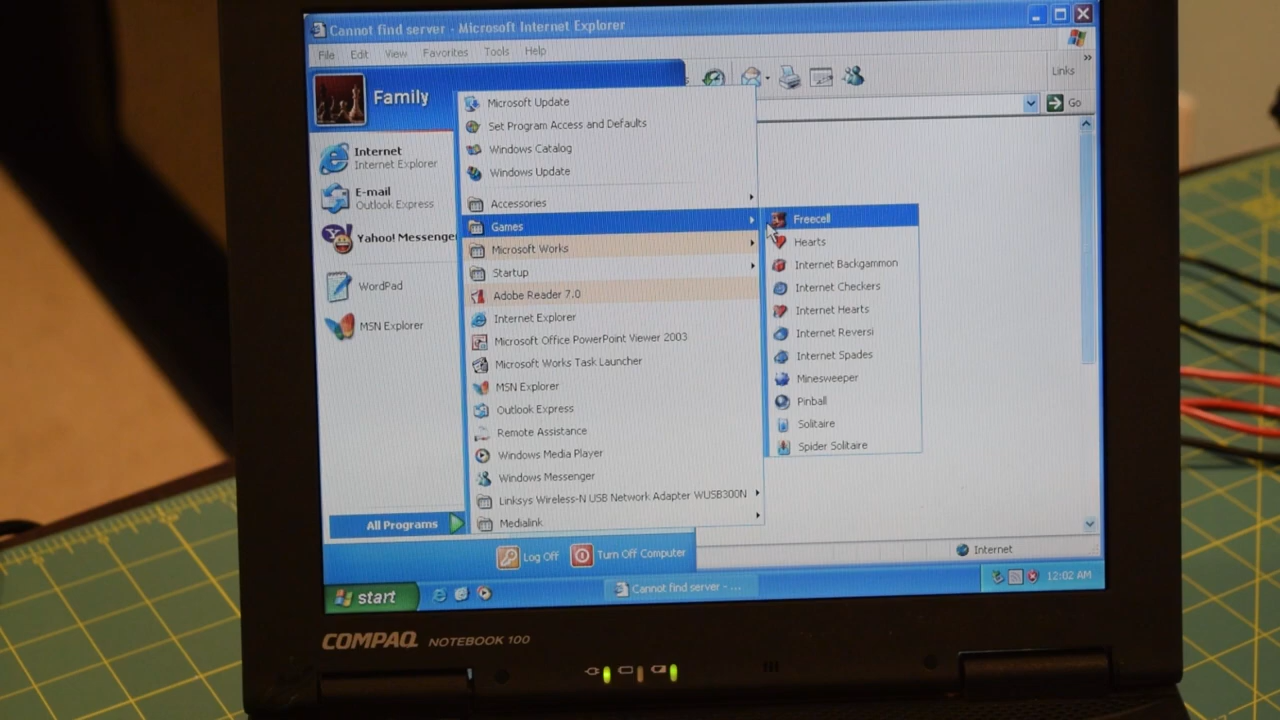 Cannot find server - Microsoft Internet Explorer
File Edit View Favorites Tools Help
Links
Go
Family
Internet
Internet Explorer
E-mail
Outlook Express
Yahoo! Messenge
WordPad
MSN Explorer
All Programs
Microsoft Update
Set Program Access and Defaults
Windows Catalog
Windows Update
Accessories
Games
Microsoft Works
Startup
Adobe Reader 7.0
Internet Explorer
Microsoft Office PowerPoint Viewer 2003
Microsoft Works Task Launcher
MSN Explorer
Outlook Express
Remote Assistance
Windows Media Player
Windows Messenger
Linksys Wireless-N USB Network Adapter WUSB300N
Medialink
Freecell
Hearts
Internet Backgammon
Internet Checkers
Internet Hearts
Internet Reversi
Internet Spades
Minesweeper
Pinball
Solitaire
Spider Solitaire
Log Off Turn Off Computer
Internet
start
Cannot find server - ...
12:02 AM
COMPAQ NOTEBOOK 100